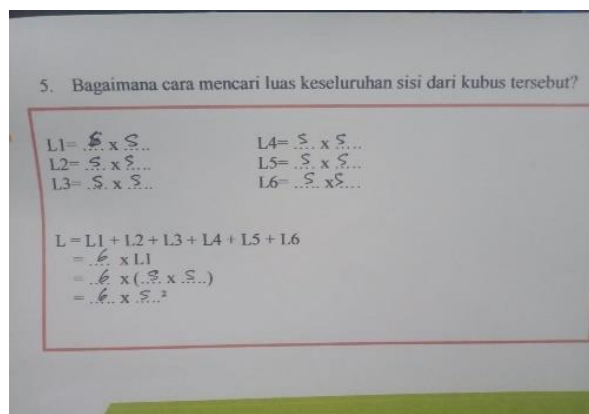 5. Bagaimana cara mencari luas keseluruhan sisi dari kubus tersebut?
L1= S x S
L4= S x S
L2= S x S
L5= S x S
L3= S x S
L6= S x S
L = L1 + L2 + L3 + L4 + L5 + L6
= 6 x L1
= 6 x ( S x S )
= 6 x S ²